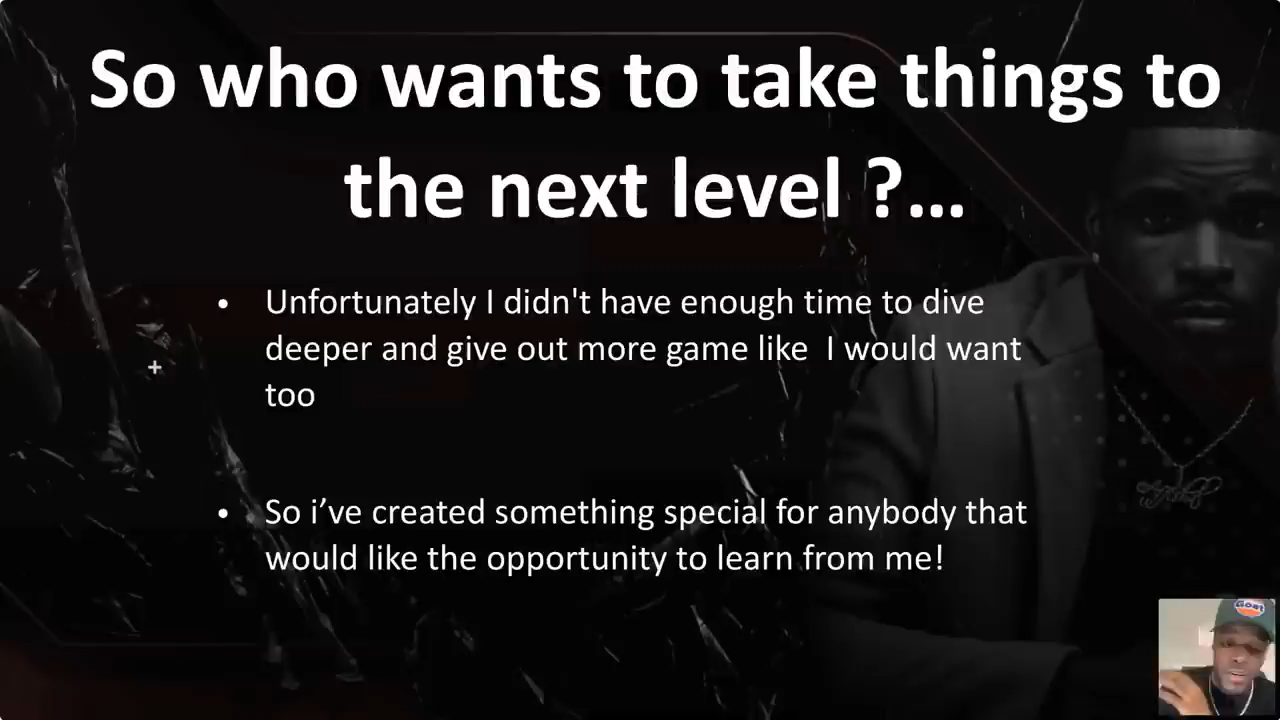 So who wants to take things to
the next level ?...
• Unfortunately I didn't have enough time to dive
deeper and give out more game like  I would want
too
• So i’ve created something special for anybody that
would like the opportunity to learn from me!
Goat